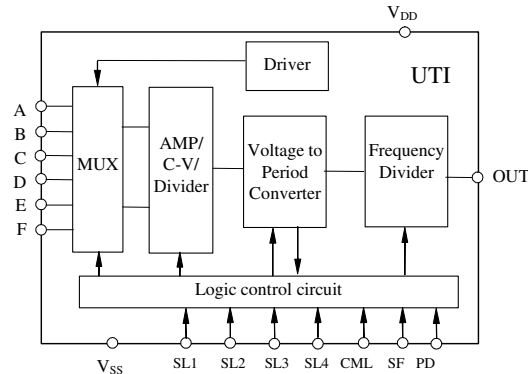 VDD
Driver
UTI
A
B
C
D
E
F
MUX
AMP/
C-V/
Divider
Voltage to
Period
Converter
Frequency
Divider
OUT
Logic control circuit
VSS
SL1
SL2
SL3
SL4
CML
SF
PD